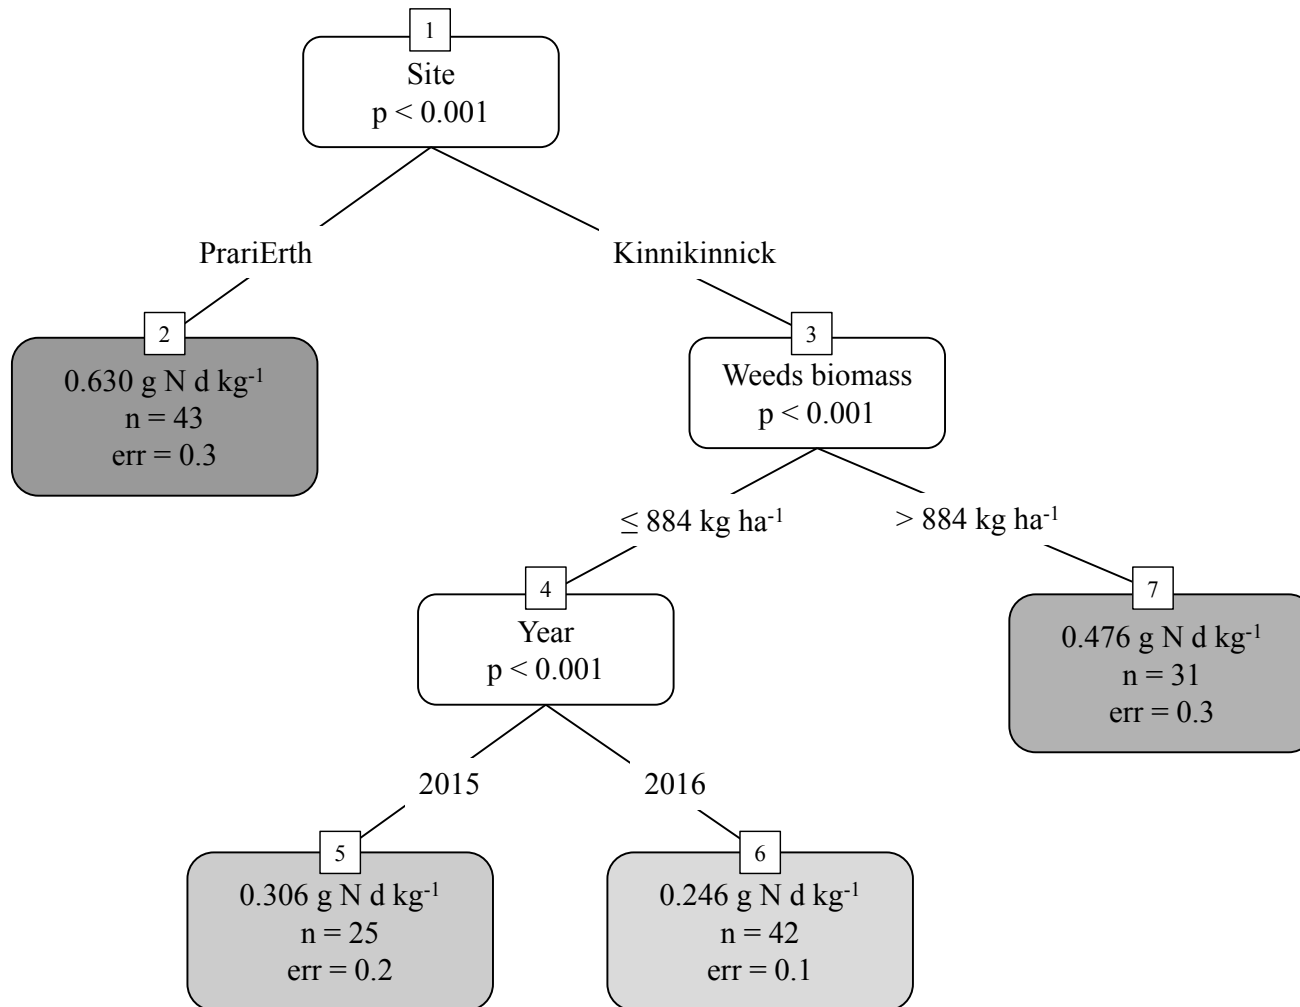 1
Site
p < 0.001
PrariErth
Kinnikinnick
2
0.630 g N d kg⁻¹
n = 43
err = 0.3
3
Weeds biomass
p < 0.001
≤ 884 kg ha⁻¹
> 884 kg ha⁻¹
4
Year
p < 0.001
7
0.476 g N d kg⁻¹
n = 31
err = 0.3
2015
2016
5
0.306 g N d kg⁻¹
n = 25
err = 0.2
6
0.246 g N d kg⁻¹
n = 42
err = 0.1